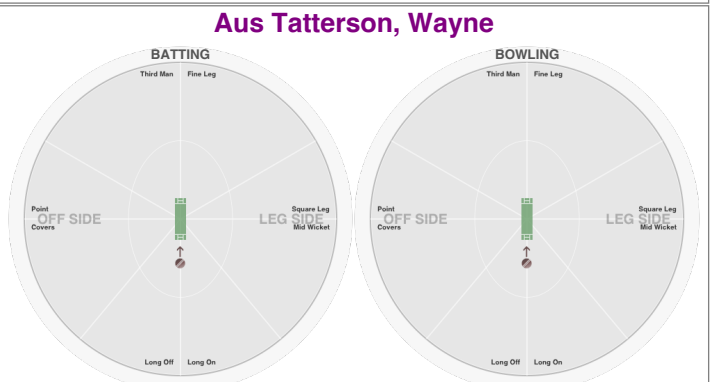 Aus Tatterson, Wayne
BATTING
Third Man Fine Leg
Point
OFF SIDE
Covers
Square Leg
LEG SIDE
Mid Wicket
Long Off Long On
BOWLING
Third Man Fine Leg
Point
OFF SIDE
Covers
Square Leg
LEG SIDE
Mid Wicket
Long Off Long On